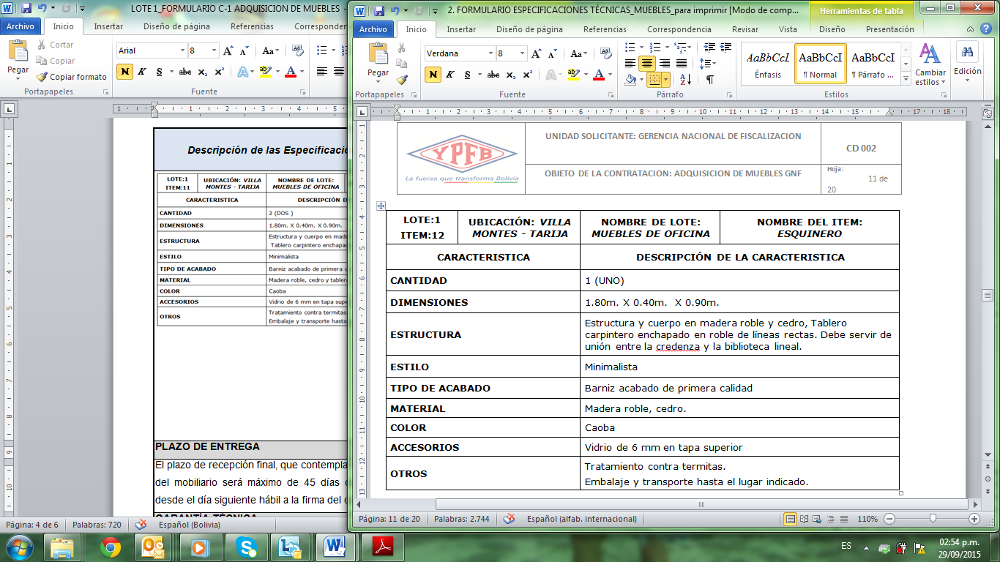 LOTE 1_FORMULARIO C-1 ADQUISICION DE MUEBLES -
Archivo Inicio Insertar Diseño de página Referencias Correspondencia
Pegar
Cortar
Copiar
Copiar formato
Portapapeles
Arial 8
N K S abc x₂ x² A ab A
Fuente
Descripción de las Especificac
LOTE:1
ITEM:11
UBICACIÓN: VILLA
MONTES - TARIJA
NOMBRE DE LOTE:
MUEBLES DE OFICINA
CARACTERISTICA DESCRIPCIÓN D
CANTIDAD 2 (DOS )
DIMENSIONES 1.80m. X 0.40m. X 0.90m.
ESTRUCTURA Estructura y cuerpo en made
Tablero carpintero enchapad
ESTILO Minimalista
TIPO DE ACABADO Barniz acabado de primera c
MATERIAL Madera roble, cedro y tabler
COLOR Caoba
ACCESORIOS Vidrio de 6 mm en tapa supe
OTROS Tratamiento contra termitas
Embalaje y transporte hasta
PLAZO DE ENTREGA
El plazo de recepción final, que contempla
del mobiliario será máximo de 45 días
desde el día siguiente hábil a la firma del c
GARANTÍA TÉCNICA
Página: 4 de 6 Palabras: 720 Español (Bolivia)
2. FORMULARIO ESPECIFICACIONES TÉCNICAS_MUEBLES_para imprimir [Modo de comp...
Herramientas de tabla
Archivo Inicio Insertar Diseño de página Referencias Correspondencia Revisar Vista Diseño Presentación
Pegar
Portapapeles
Verdana 8
N K S abc x₂ x² A ab A
Fuente
Párrafo
AaBbCcI AaBbCcI AaBbCcI
Énfasis ¶ Normal ¶ Párrafo ...
Cambiar
estilos
Estilos
Edición
YPFB
La fuerza que transforma Bolivia
UNIDAD SOLICITANTE: GERENCIA NACIONAL DE FISCALIZACION
CD 002
OBJETO DE LA CONTRATACION: ADQUISICION DE MUEBLES GNF
Hoja:
11 de
20
LOTE:1
ITEM:12
UBICACIÓN: VILLA
MONTES - TARIJA
NOMBRE DE LOTE:
MUEBLES DE OFICINA
NOMBRE DEL ITEM:
ESQUINERO
CARACTERISTICA DESCRIPCIÓN DE LA CARACTERISTICA
CANTIDAD 1 (UNO)
DIMENSIONES 1.80m. X 0.40m. X 0.90m.
ESTRUCTURA Estructura y cuerpo en madera roble y cedro, Tablero
carpintero enchapado en roble de líneas rectas. Debe servir de
unión entre la credenza y la biblioteca lineal.
ESTILO Minimalista
TIPO DE ACABADO Barniz acabado de primera calidad
MATERIAL Madera roble, cedro.
COLOR Caoba
ACCESORIOS Vidrio de 6 mm en tapa superior
OTROS Tratamiento contra termitas.
Embalaje y transporte hasta el lugar indicado.
Página: 11 de 20 Palabras: 2.744 Español (alfab. internacional) 110%
ES
02:54 p.m.
29/09/2015